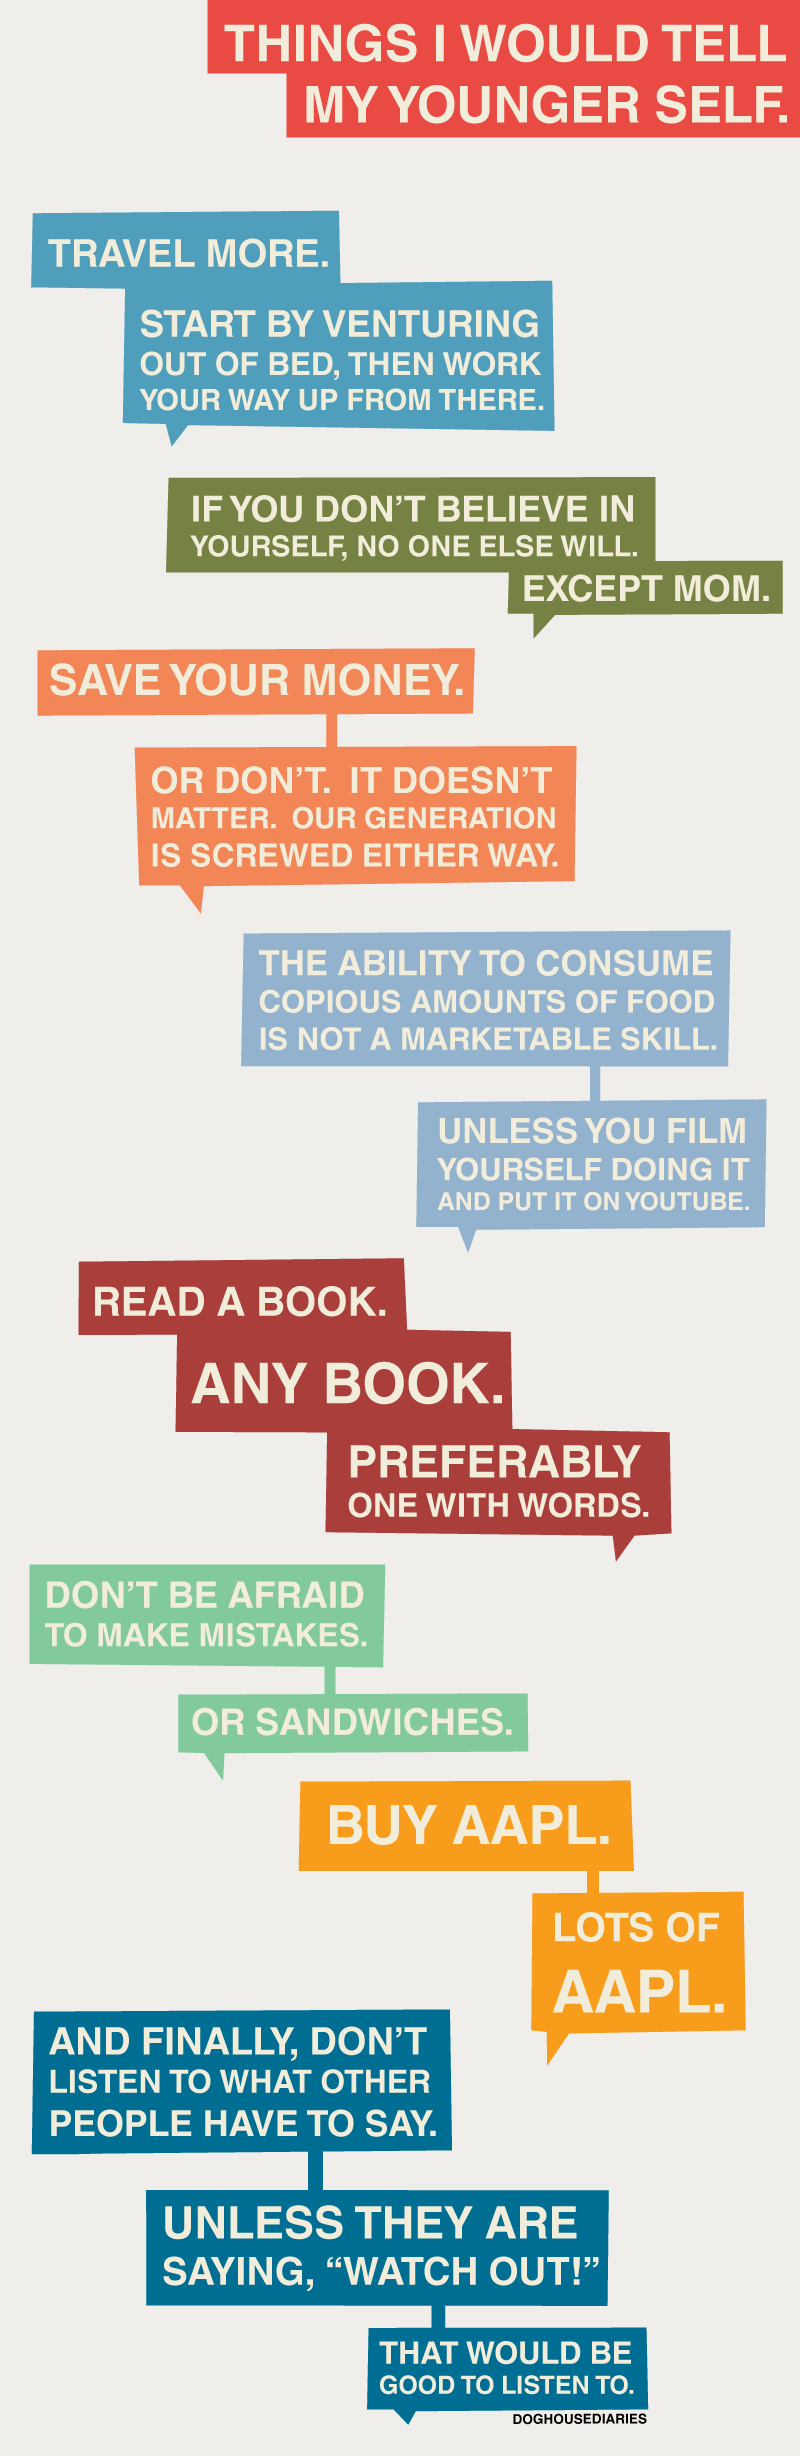 THINGS I WOULD TELL
MY YOUNGER SELF.
TRAVEL MORE.
START BY VENTURING
OUT OF BED, THEN WORK
YOUR WAY UP FROM THERE.
IF YOU DON'T BELIEVE IN
YOURSELF, NO ONE ELSE WILL.
EXCEPT MOM.
SAVE YOUR MONEY.
OR DON'T. IT DOESN'T
MATTER. OUR GENERATION
IS SCREWED EITHER WAY.
THE ABILITY TO CONSUME
COPIOUS AMOUNTS OF FOOD
IS NOT A MARKETABLE SKILL.
UNLESS YOU FILM
YOURSELF DOING IT
AND PUT IT ON YOUTUBE.
READ A BOOK.
ANY BOOK.
PREFERABLY
ONE WITH WORDS.
DON'T BE AFRAID
TO MAKE MISTAKES.
OR SANDWICHES.
BUY AAPL.
LOTS OF
AAPL.
AND FINALLY, DON'T
LISTEN TO WHAT OTHER
PEOPLE HAVE TO SAY.
UNLESS THEY ARE
SAYING, “WATCH OUT!”
THAT WOULD BE
GOOD TO LISTEN TO.
DOGHOUSEDIARIES